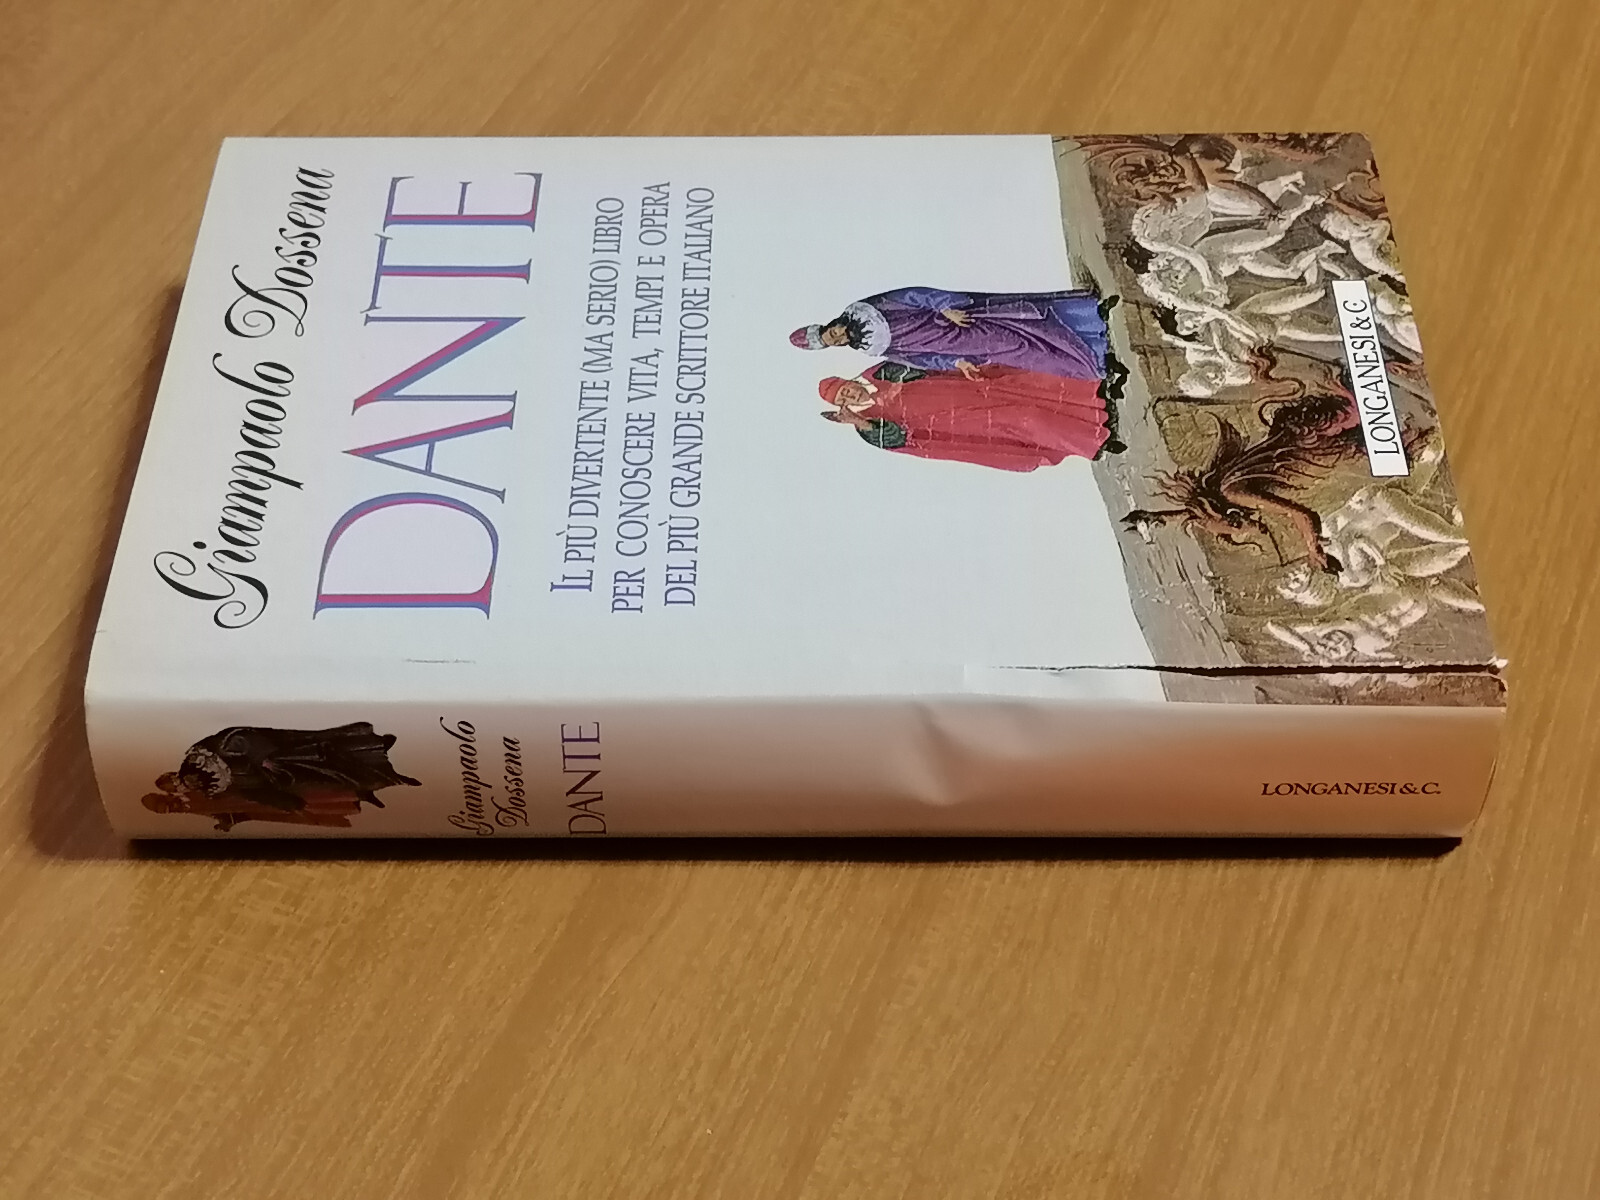 Giampaolo Dossena
DANTE
IL PIÙ DIVERTENTE (MA SERIO) LIBRO
PER CONOSCERE VITA, TEMPI E OPERA
DEL PIÙ GRANDE SCRITTORE ITALIANO
LONGANESI & C
Giampaolo
Dossena
DANTE
LONGANESI & C.